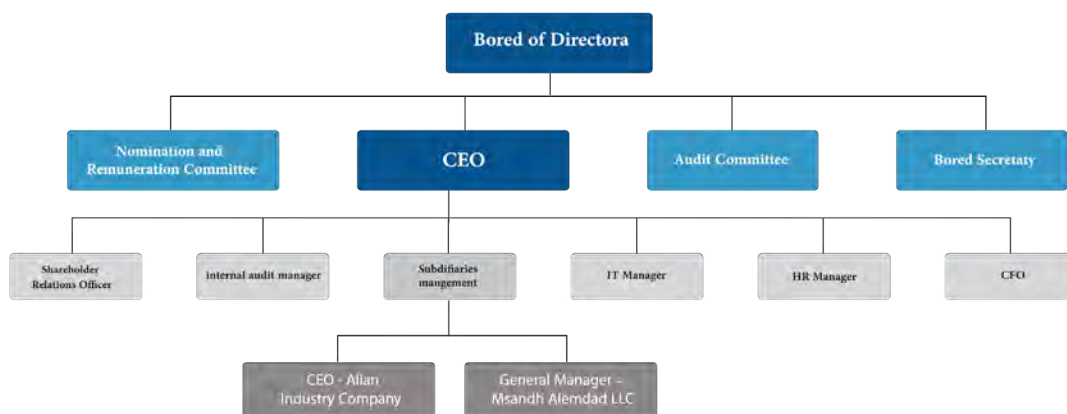 Bored of Directora
Nomination and
Remuneration Committee
CEO
Audit Committee
Bored Secretaty
Shareholder
Relations Officer
internal audit manager
Subdifiaries
mangement
IT Manager
HR Manager
CFO
CEO - Alian
Industry Company
General Manager –
Msandh Alemdad LLC